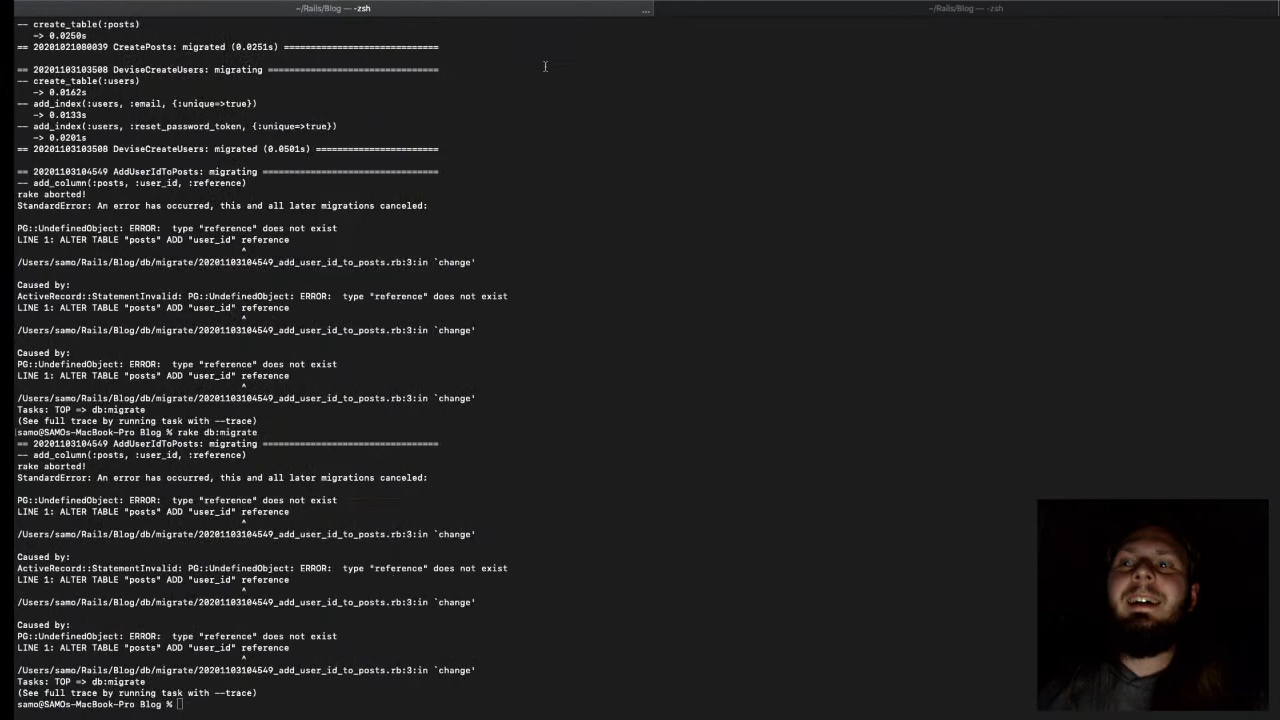 ~/Rails/Blog — -zsh
...
~/Rails/Blog — -zsh
-- create_table(:posts)
-> 0.0250s
== 20201021080039 CreatePosts: migrated (0.0251s) =============================
== 20201103103508 DeviseCreateUsers: migrating ================================
-- create_table(:users)
-> 0.0162s
-- add_index(:users, :email, {:unique=>true})
-> 0.0133s
-- add_index(:users, :reset_password_token, {:unique=>true})
-> 0.0201s
== 20201103103508 DeviseCreateUsers: migrated (0.0501s) =======================
== 20201103104549 AddUserIdToPosts: migrating =================================
-- add_column(:posts, :user_id, :reference)
rake aborted!
StandardError: An error has occurred, this and all later migrations canceled:
PG::UndefinedObject: ERROR:  type "reference" does not exist
LINE 1: ALTER TABLE "posts" ADD "user_id" reference
^
/Users/samo/Rails/Blog/db/migrate/20201103104549_add_user_id_to_posts.rb:3:in `change'
Caused by:
ActiveRecord::StatementInvalid: PG::UndefinedObject: ERROR:  type "reference" does not exist
LINE 1: ALTER TABLE "posts" ADD "user_id" reference
^
/Users/samo/Rails/Blog/db/migrate/20201103104549_add_user_id_to_posts.rb:3:in `change'
Caused by:
PG::UndefinedObject: ERROR:  type "reference" does not exist
LINE 1: ALTER TABLE "posts" ADD "user_id" reference
^
/Users/samo/Rails/Blog/db/migrate/20201103104549_add_user_id_to_posts.rb:3:in `change'
Tasks: TOP => db:migrate
(See full trace by running task with --trace)
samo@SAMOs-MacBook-Pro Blog % rake db:migrate
== 20201103104549 AddUserIdToPosts: migrating =================================
-- add_column(:posts, :user_id, :reference)
rake aborted!
StandardError: An error has occurred, this and all later migrations canceled:
PG::UndefinedObject: ERROR:  type "reference" does not exist
LINE 1: ALTER TABLE "posts" ADD "user_id" reference
^
/Users/samo/Rails/Blog/db/migrate/20201103104549_add_user_id_to_posts.rb:3:in `change'
Caused by:
ActiveRecord::StatementInvalid: PG::UndefinedObject: ERROR:  type "reference" does not exist
LINE 1: ALTER TABLE "posts" ADD "user_id" reference
^
/Users/samo/Rails/Blog/db/migrate/20201103104549_add_user_id_to_posts.rb:3:in `change'
Caused by:
PG::UndefinedObject: ERROR:  type "reference" does not exist
LINE 1: ALTER TABLE "posts" ADD "user_id" reference
^
/Users/samo/Rails/Blog/db/migrate/20201103104549_add_user_id_to_posts.rb:3:in `change'
Tasks: TOP => db:migrate
(See full trace by running task with --trace)
samo@SAMOs-MacBook-Pro Blog %